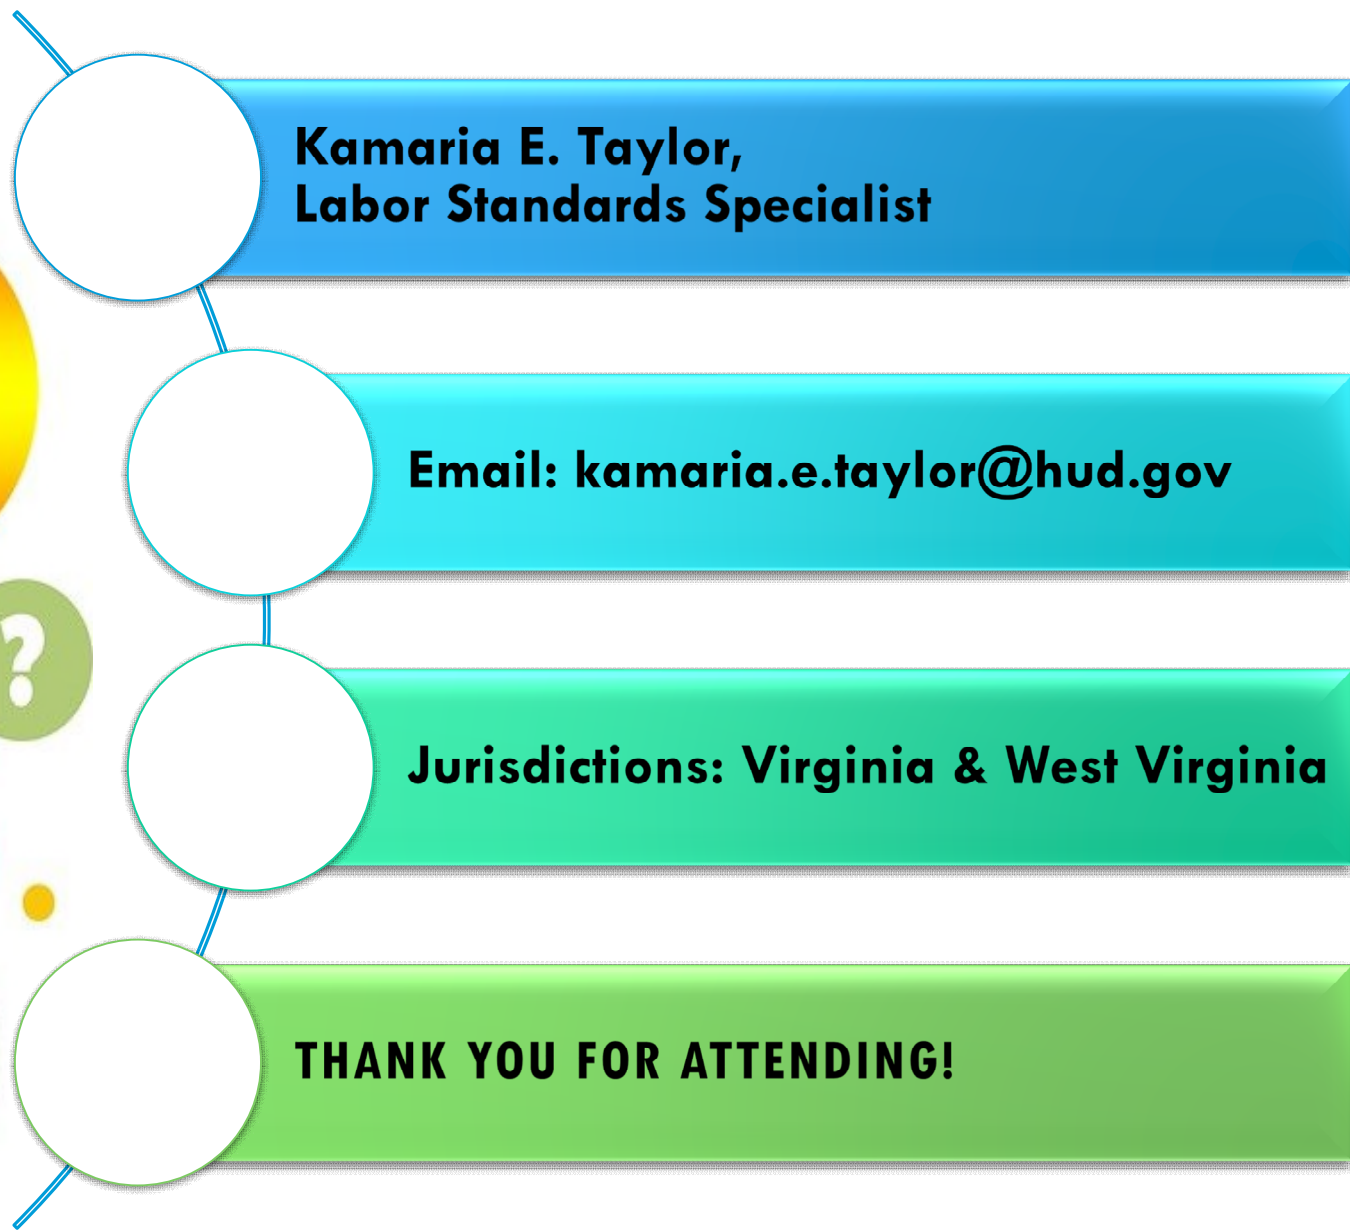 Kamaria E. Taylor,
Labor Standards Specialist
Email: kamaria.e.taylor@hud.gov
?
Jurisdictions: Virginia & West Virginia
THANK YOU FOR ATTENDING!